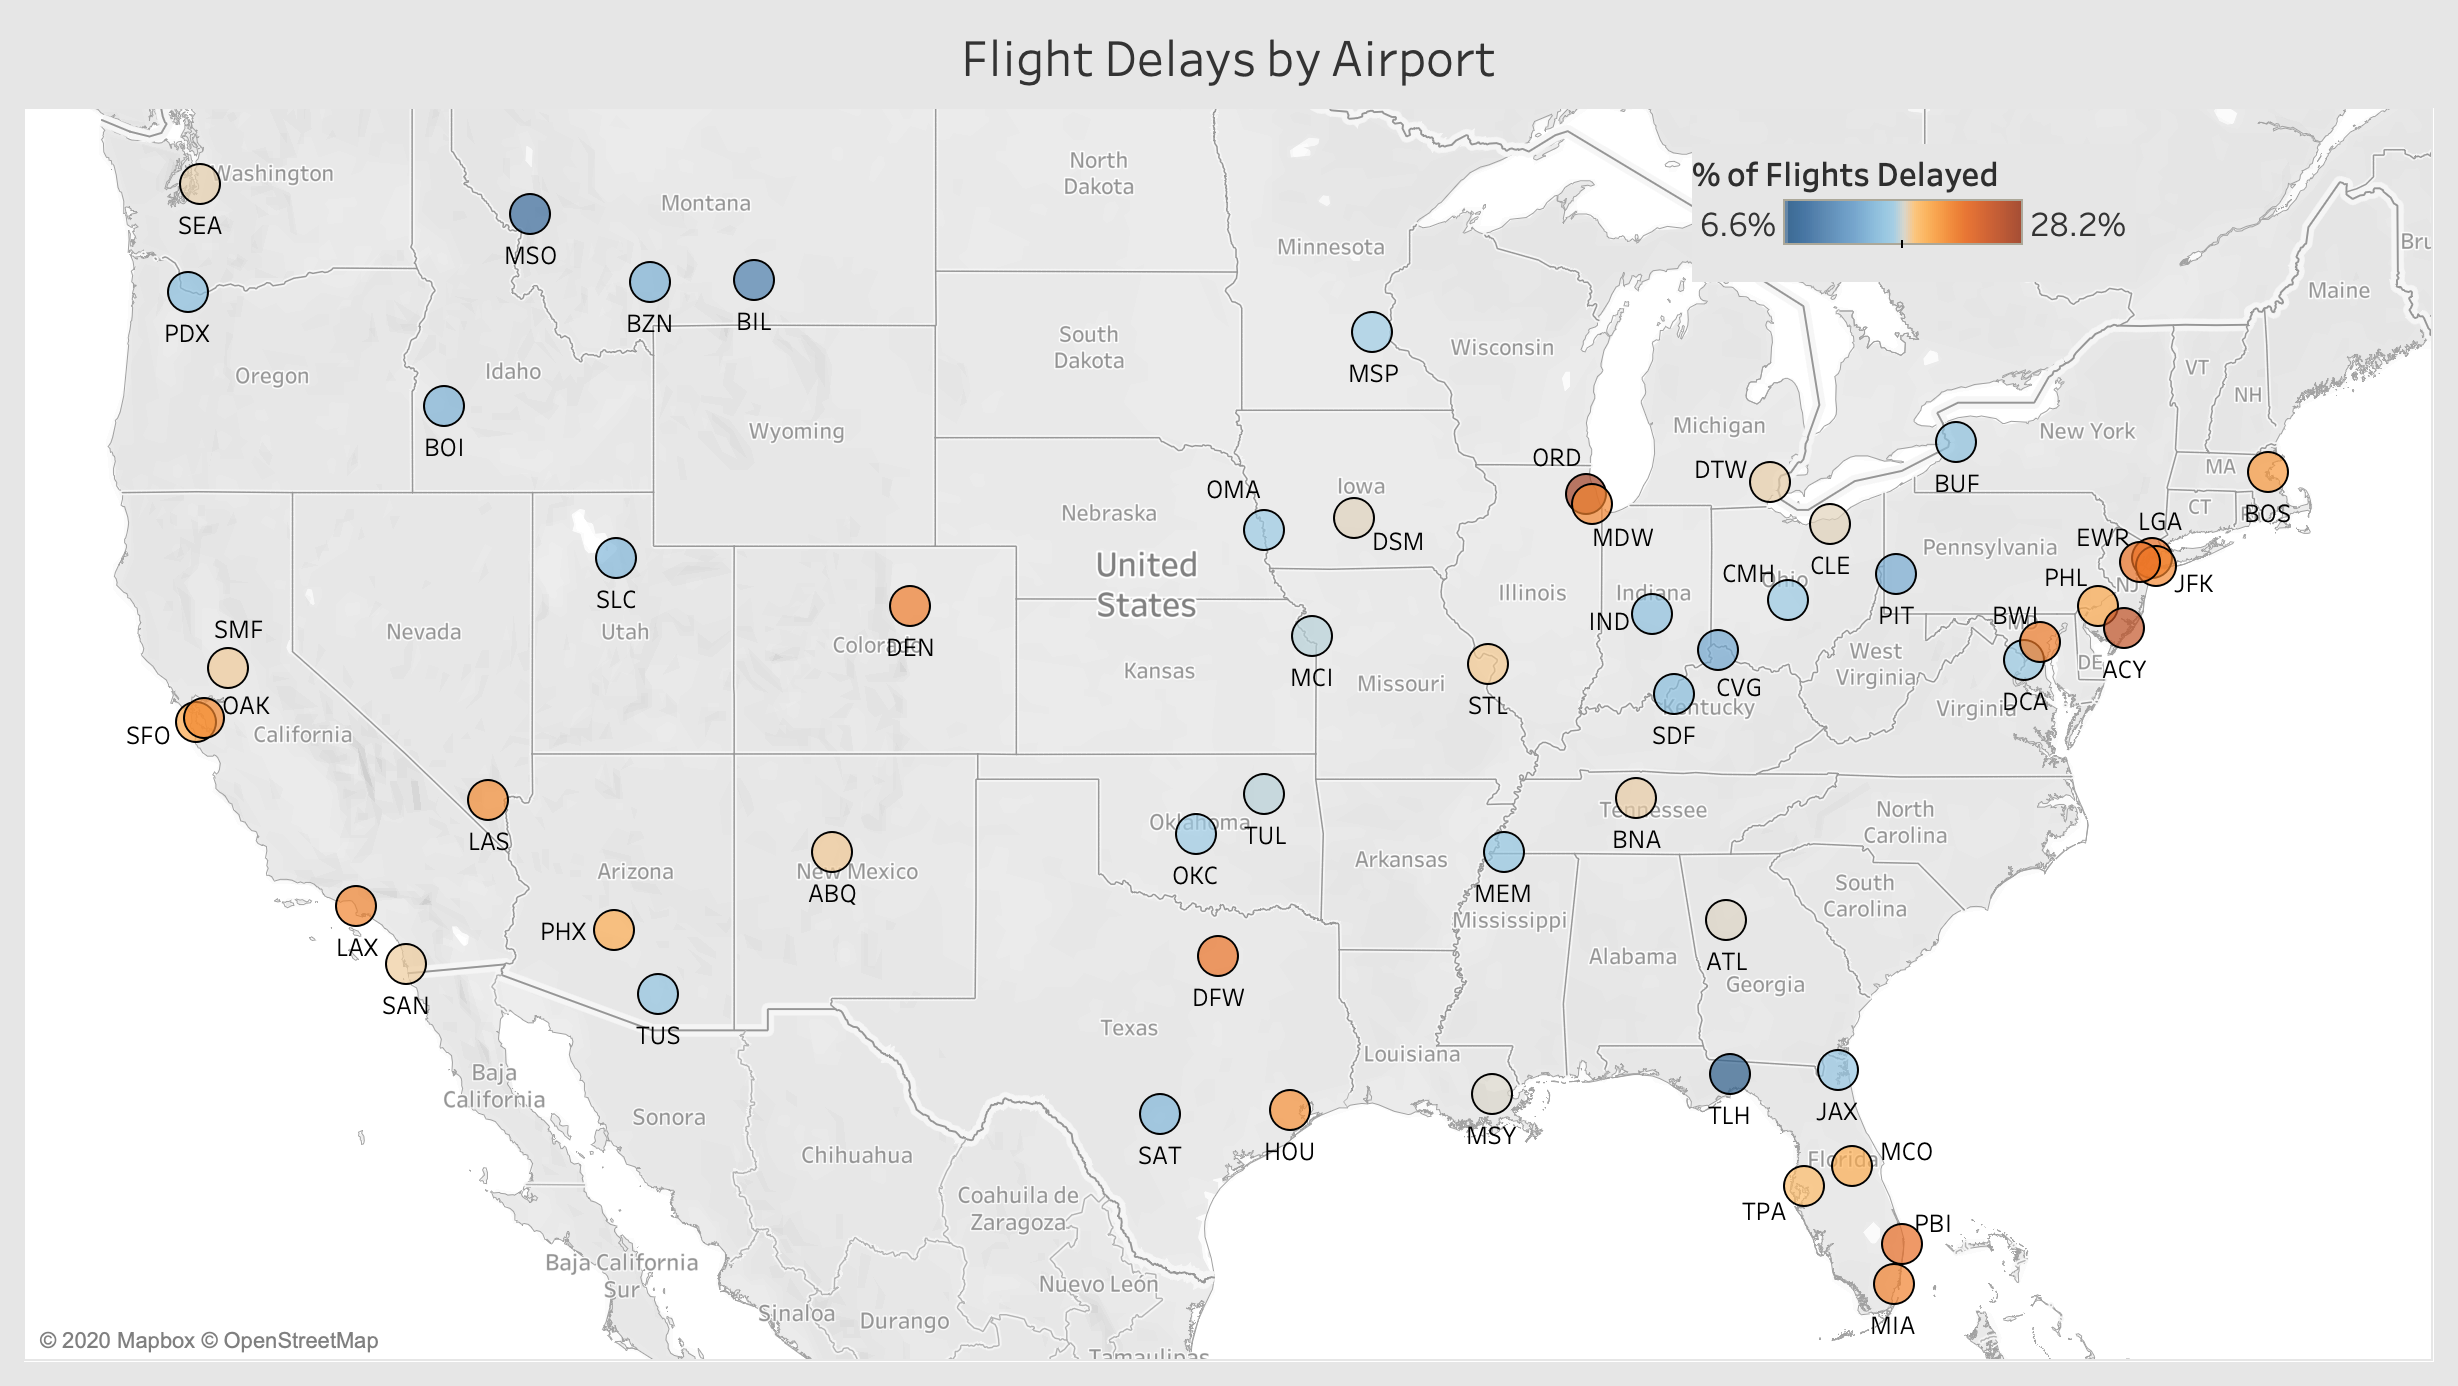 Flight Delays by Airport
% of Flights Delayed
6.6%
28.2%
Washington
SEA
MSO
Montana
North
Dakota
Minnesota
Bru
Maine
PDX
BZN
BIL
South
Dakota
MSP
Wisconsin
Oregon
Idaho
BOI
Wyoming
Michigan
BUF
New York
VT
NH
MA
CT
BOS
ORD
MDW
DTW
CLE
OMA
Iowa
DSM
Nebraska
United
States
SLC
Utah
Nevada
DEN
Colorado
Kansas
MCI
Missouri
STL
Illinois
Indiana
IND
CMH
Ohio
PIT
Pennsylvania
EWR
LGA
JFK
PHL
NJ
BWI
DE
ACY
DCA
West
Virginia
Virginia
CVG
SDF
Kentucky
SMF
OAK
SFO
California
LAS
LAX
SAN
Arizona
PHX
TUS
New Mexico
ABQ
Oklahoma
TUL
OKC
Arkansas
MEM
Tennessee
BNA
North
Carolina
South
Carolina
Mississippi
Alabama
ATL
Georgia
DFW
Texas
Louisiana
SAT
HOU
MSY
TLH
JAX
Florida
MCO
TPA
PBI
MIA
Baja
California
Sonora
Chihuahua
Coahuila de
Zaragoza
Baja California
Sur
Nuevo León
Sinaloa
Durango
Tamaulipas
© 2020 Mapbox © OpenStreetMap